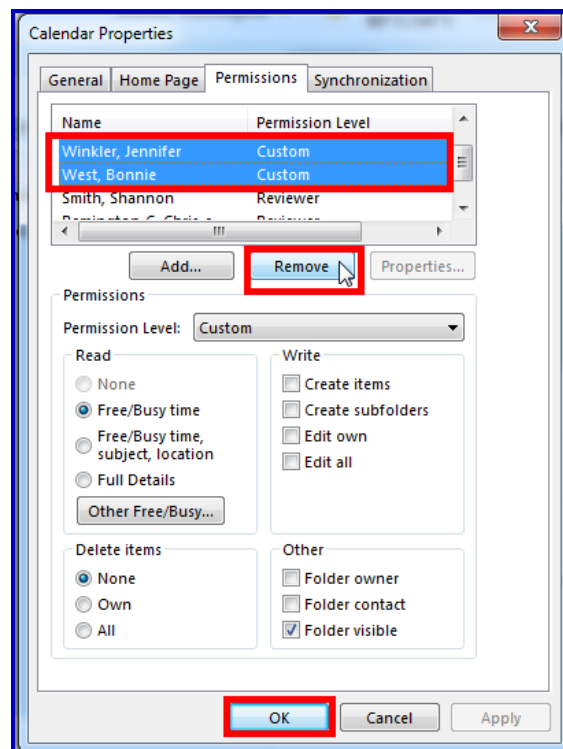 Calendar Properties
General Home Page Permissions Synchronization
Name Permission Level
Winkler, Jennifer Custom
West, Bonnie Custom
Smith, Shannon Reviewer
Add... Remove Properties...
Permissions
Permission Level: Custom
Read Write
None Create items
Free/Busy time Create subfolders
Free/Busy time, Edit own
subject, location Edit all
Full Details
Other Free/Busy...
Delete items Other
None Folder owner
Own Folder contact
All Folder visible
OK Cancel Apply